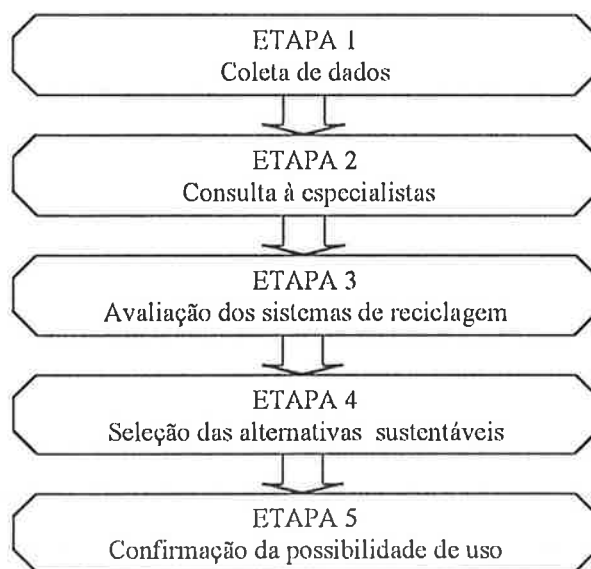 ETAPA 1
Coleta de dados
ETAPA 2
Consulta à especialistas
ETAPA 3
Avaliação dos sistemas de reciclagem
ETAPA 4
Seleção das alternativas sustentáveis
ETAPA 5
Confirmação da possibilidade de uso